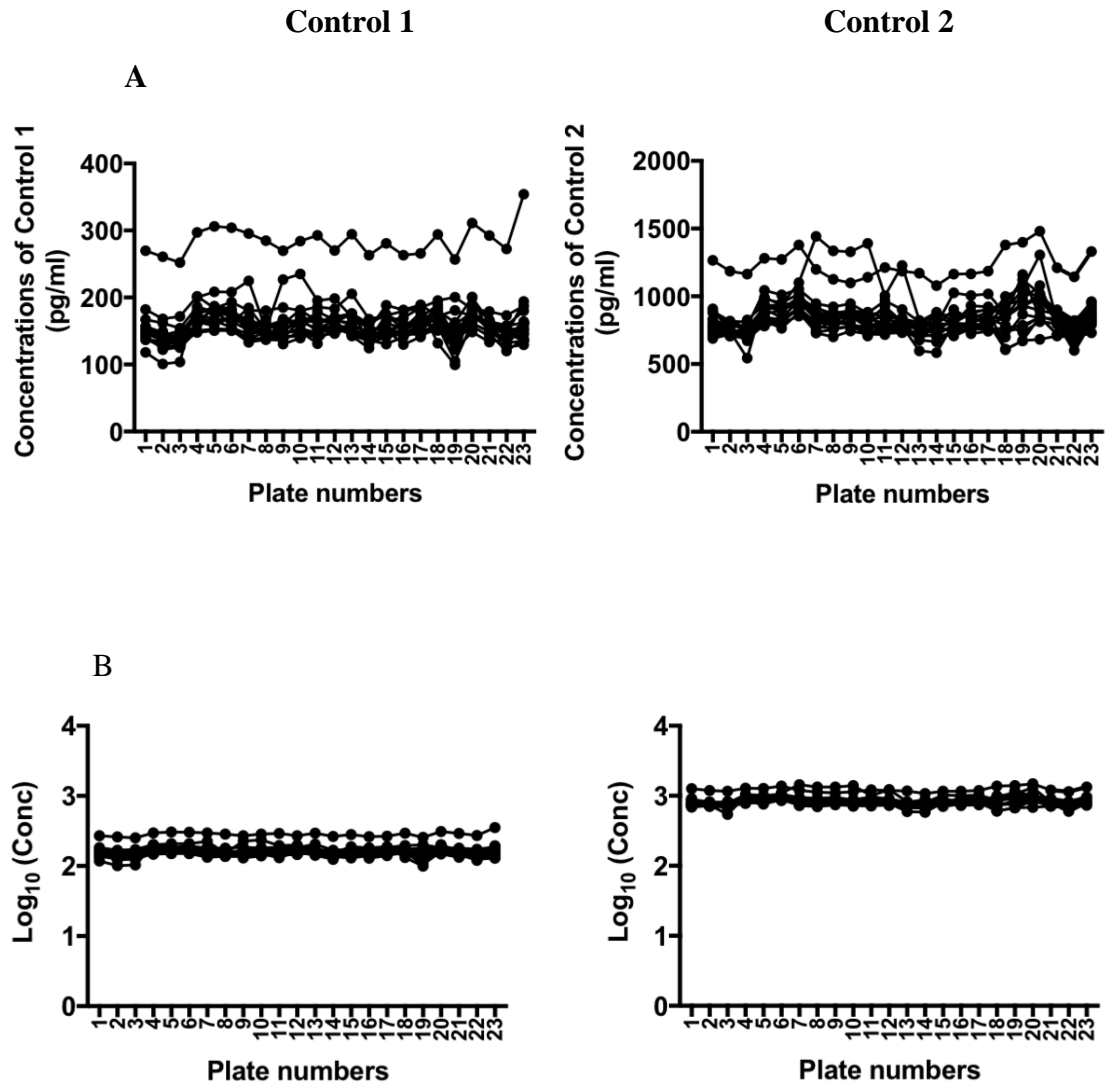 Control 1
Control 2
A
Concentrations of Control 1
(pg/ml)
400
300
200
100
0
1 2 3 4 5 6 7 8 9 10 11 12 13 14 15 16 17 18 19 20 21 22 23
Plate numbers
Concentrations of Control 2
(pg/ml)
2000
1500
1000
500
0
1 2 3 4 5 6 7 8 9 10 11 12 13 14 15 16 17 18 19 20 21 22 23
Plate numbers
B
Log10 (Conc)
4
3
2
1
0
1 2 3 4 5 6 7 8 9 10 11 12 13 14 15 16 17 18 19 20 21 22 23
Plate numbers
Log10 (Conc)
4
3
2
1
0
1 2 3 4 5 6 7 8 9 10 11 12 13 14 15 16 17 18 19 20 21 22 23
Plate numbers